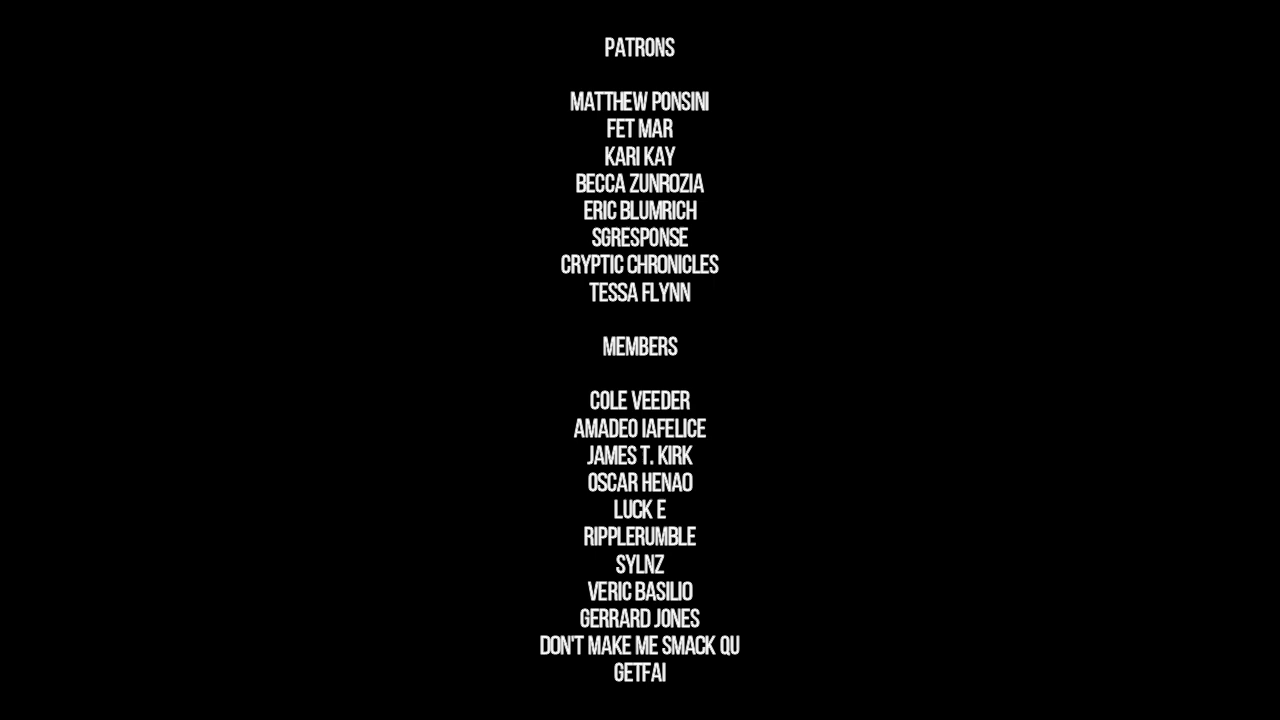 PATRONS
MATTHEW PONSINI
FET MAR
KARI KAY
BECCA ZUNROZIA
ERIC BLUMRICH
SGRESPONSE
CRYPTIC CHRONICLES
TESSA FLYNN
MEMBERS
COLE VEEDER
AMADEO IAFELICE
JAMES T. KIRK
OSCAR HENAO
LUCK E
RIPPLERUMBLE
SYLNZ
VERIC BASILIO
GERRARD JONES
DON'T MAKE ME SMACK QU
GETFAI